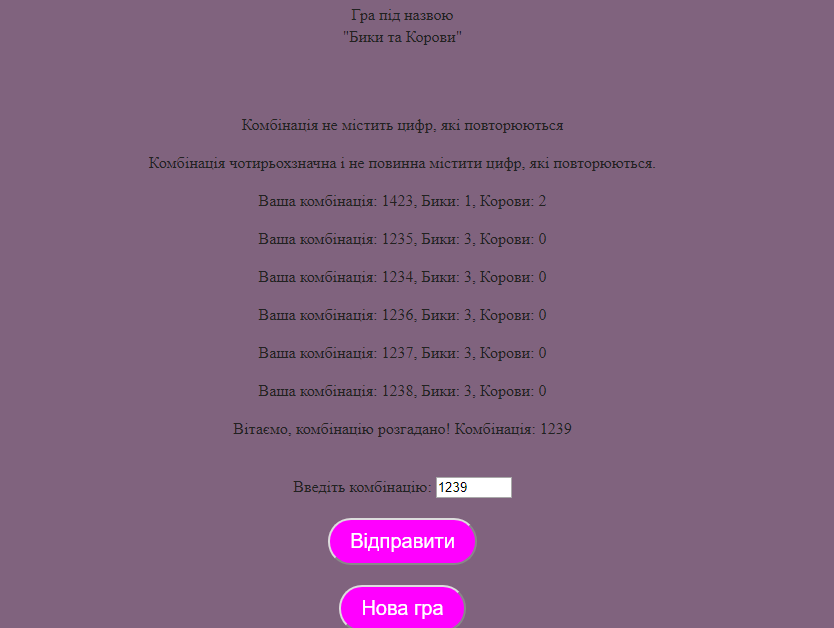 Гра під назвою
"Бики та Корови"
Комбінація не містить цифр, які повторюються
Комбінація чотирьохзначна і не повинна містити цифр, які повторюються.
Ваша комбінація: 1423, Бики: 1, Корови: 2
Ваша комбінація: 1235, Бики: 3, Корови: 0
Ваша комбінація: 1234, Бики: 3, Корови: 0
Ваша комбінація: 1236, Бики: 3, Корови: 0
Ваша комбінація: 1237, Бики: 3, Корови: 0
Ваша комбінація: 1238, Бики: 3, Корови: 0
Вітаємо, комбінацію розгадано! Комбінація: 1239
Введіть комбінацію: 1239
Відправити
Нова гра